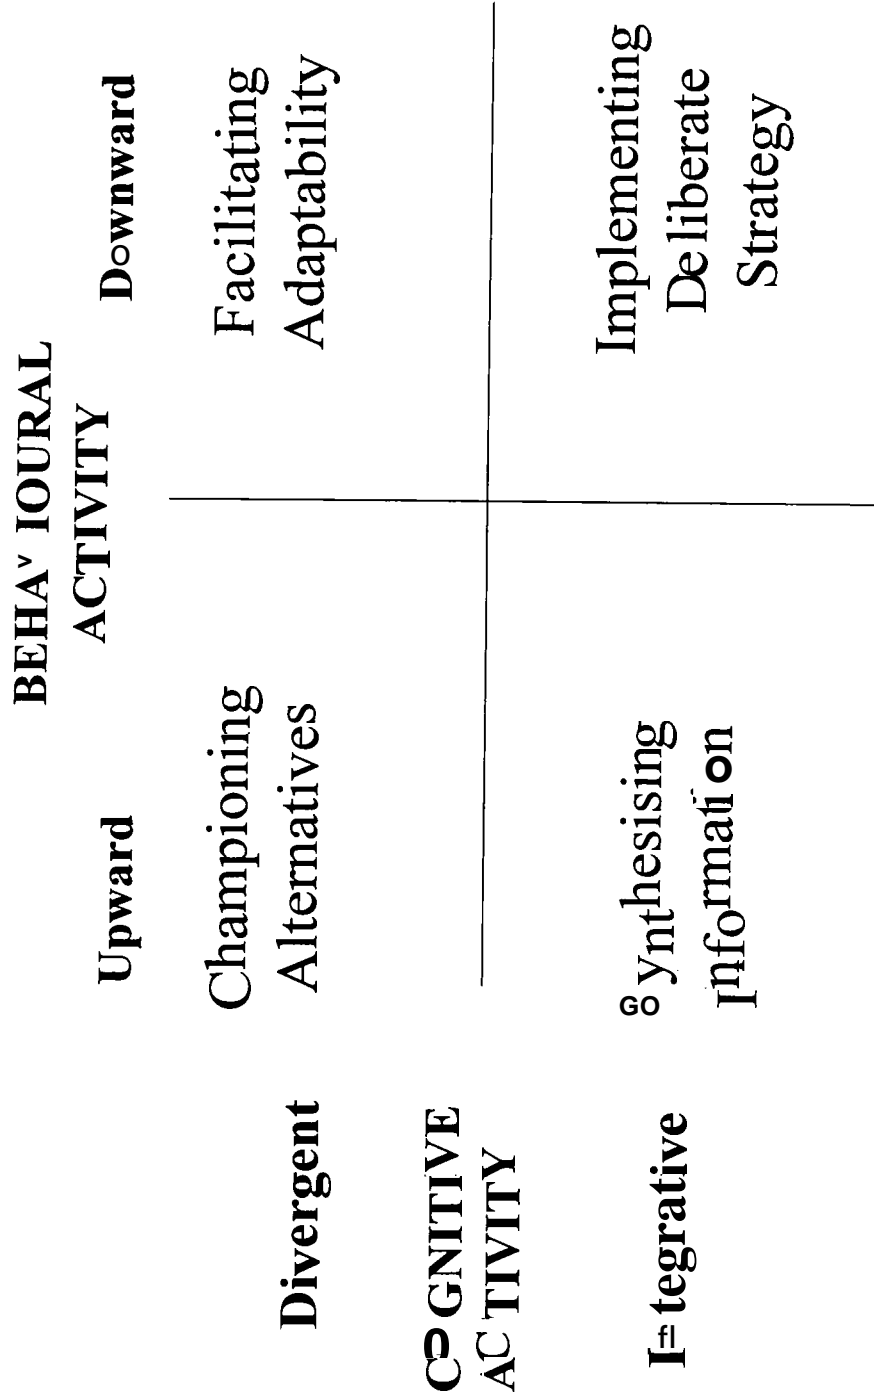 BEHAVIOURAL
ACTIVITY
Upward
Downward
Divergent
Championing
Alternatives
Facilitating
Adaptability
COGNITIVE
ACTIVITY
Integrative
Synthesising
Information
Implementing
Deliberate
Strategy